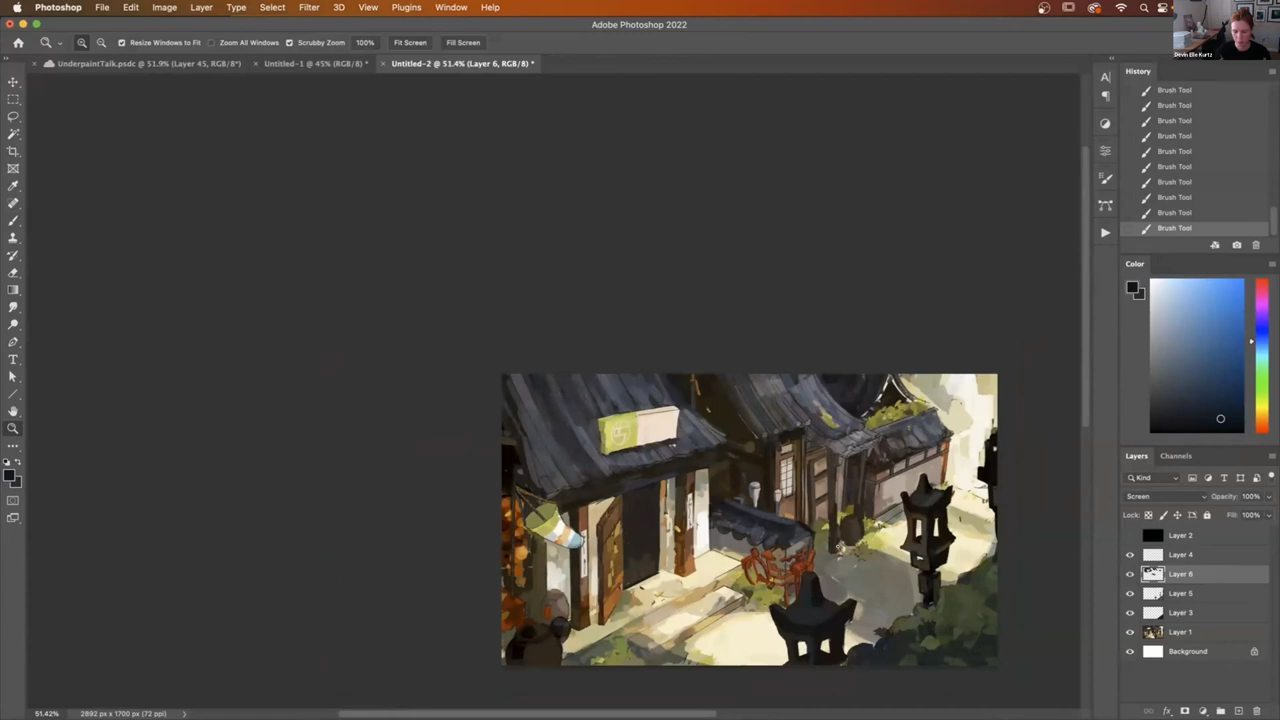 Photoshop File Edit Image Layer Type Select Filter 3D View Plugins Window Help
Adobe Photoshop 2022
Resize Windows to Fit Zoom All Windows Scrubby Zoom 100% Fit Screen Fill Screen
Devin Elle Kurtz
UnderpaintTalk.psdc @ 51.9% (Layer 45, RGB/8*) Untitled-1 @ 45% (RGB/8) * Untitled-2 @ 51.4% (Layer 6, RGB/8) *
History
Brush Tool
Brush Tool
Brush Tool
Brush Tool
Brush Tool
Brush Tool
Brush Tool
Brush Tool
Brush Tool
Brush Tool
Color
Layers Channels
Kind
Screen Opacity: 100%
Lock: Fill: 100%
Layer 2
Layer 4
Layer 6
Layer 5
Layer 3
Layer 1
Background
51.42% 2892 px x 1700 px (72 ppi)